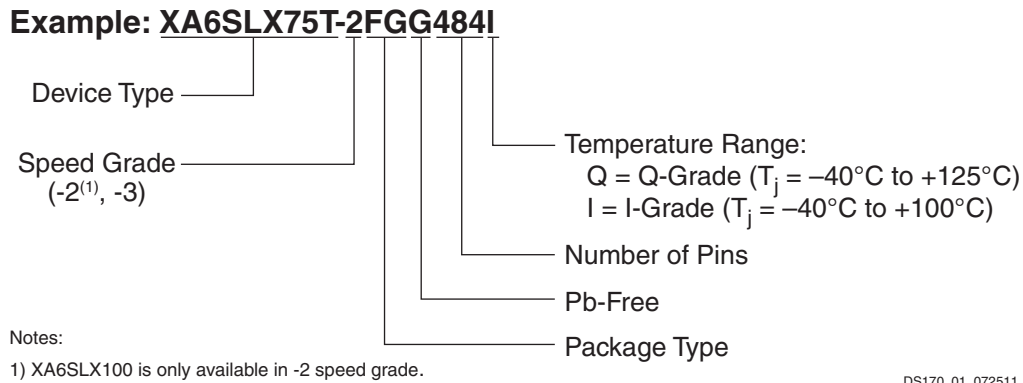 Example: XA6SLX75T-2FGG484I
Device Type
Speed Grade
(-2(1), -3)
Temperature Range:
Q = Q-Grade (Tj = –40°C to +125°C)
I = I-Grade (Tj = –40°C to +100°C)
Number of Pins
Pb-Free
Package Type
Notes:
1) XA6SLX100 is only available in -2 speed grade.
DS170_01_072511